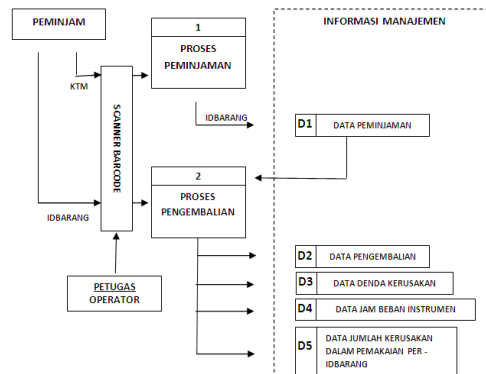 PEMINJAM
1
PROSES
PEMINJAMAN
INFORMASI MANAJEMEN
KTM
SCANNER BARCODE
IDBARANG
D1 DATA PEMINJAMAN
2
PROSES
PENGEMBALIAN
IDBARANG
PETUGAS
OPERATOR
D2 DATA PENGEMBALIAN
D3 DATA DENDA KERUSAKAN
D4 DATA JAM BEBAN INSTRUMEN
D5 DATA JUMLAH KERUSAKAN
DALAM PEMAKAIAN PER -
IDBARANG